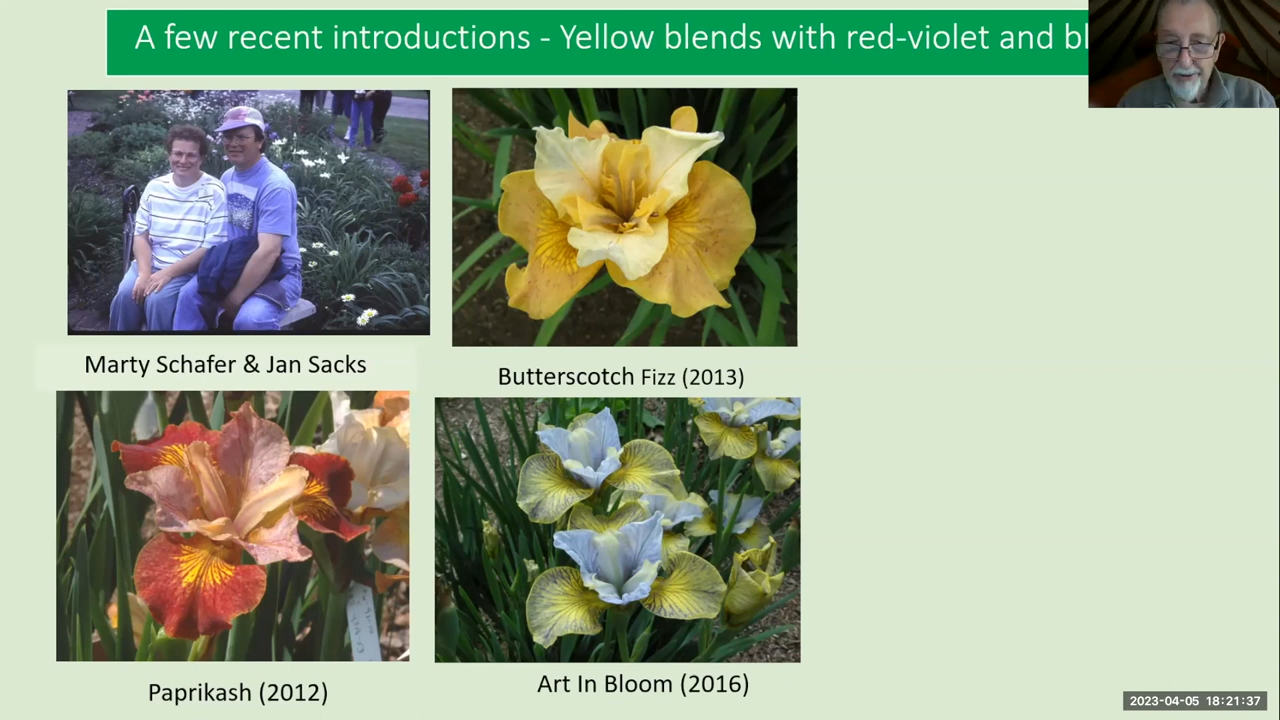 A few recent introductions - Yellow blends with red-violet and bl
Marty Schafer & Jan Sacks
Butterscotch Fizz (2013)
Paprikash (2012)
Art In Bloom (2016)
2023-04-05 18:21:37